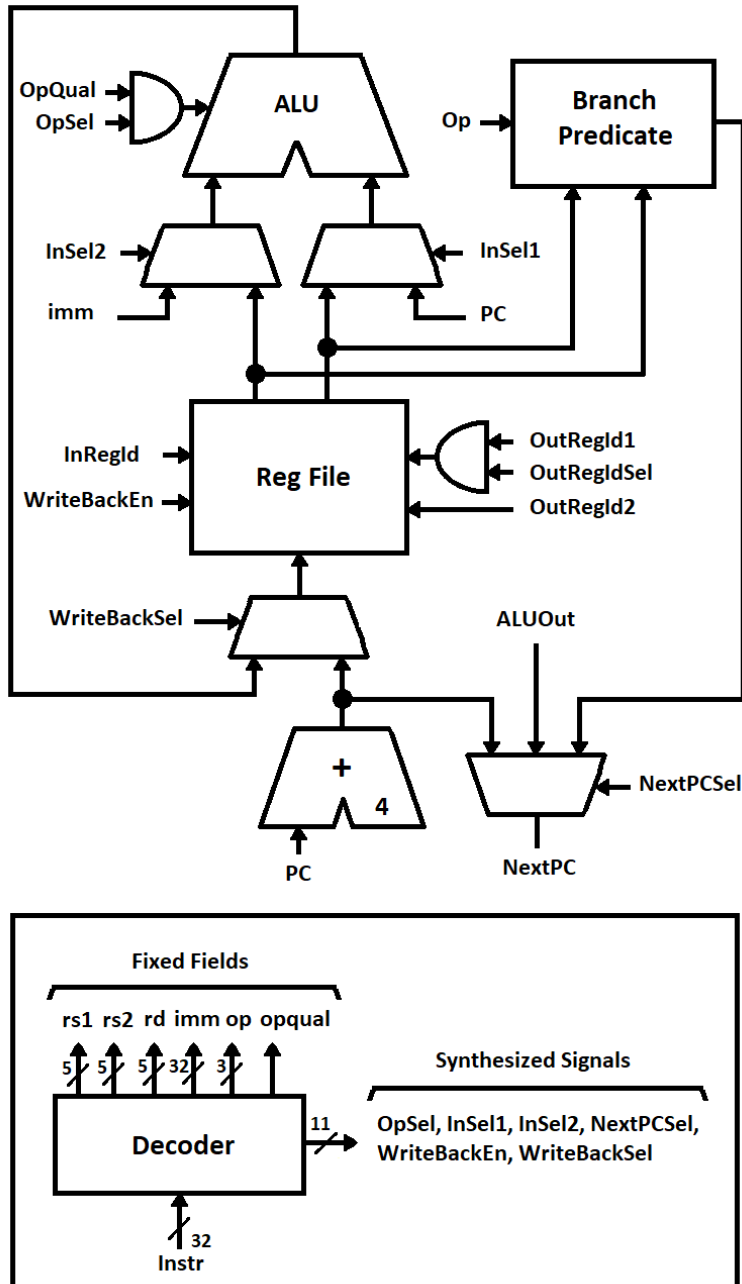 OpQual
OpSel
ALU
Op
Branch
Predicate
InSel2
InSel1
imm
PC
InRegId
WriteBackEn
Reg File
OutRegId1
OutRegIdSel
OutRegId2
WriteBackSel
ALUOut
+
4
NextPCSel
PC
NextPC
Fixed Fields
rs1 rs2 rd imm op opqual
5 5 5 32 3
Synthesized Signals
Decoder
11
OpSel, InSel1, InSel2, NextPCSel,
WriteBackEn, WriteBackSel
32
Instr